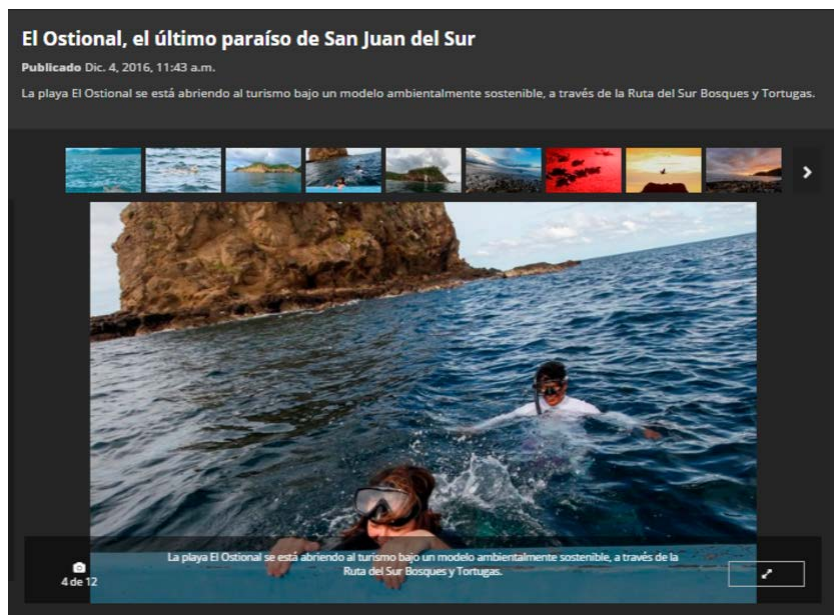 El Ostional, el último paraíso de San Juan del Sur
Publicado Dic. 4, 2016, 11:43 a.m.
La playa El Ostional se está abriendo al turismo bajo un modelo ambientalmente sostenible, a través de la Ruta del Sur Bosques y Tortugas.
La playa El Ostional se está abriendo al turismo bajo un modelo ambientalmente sostenible, a través de la
Ruta del Sur Bosques y Tortugas.
4 de 12